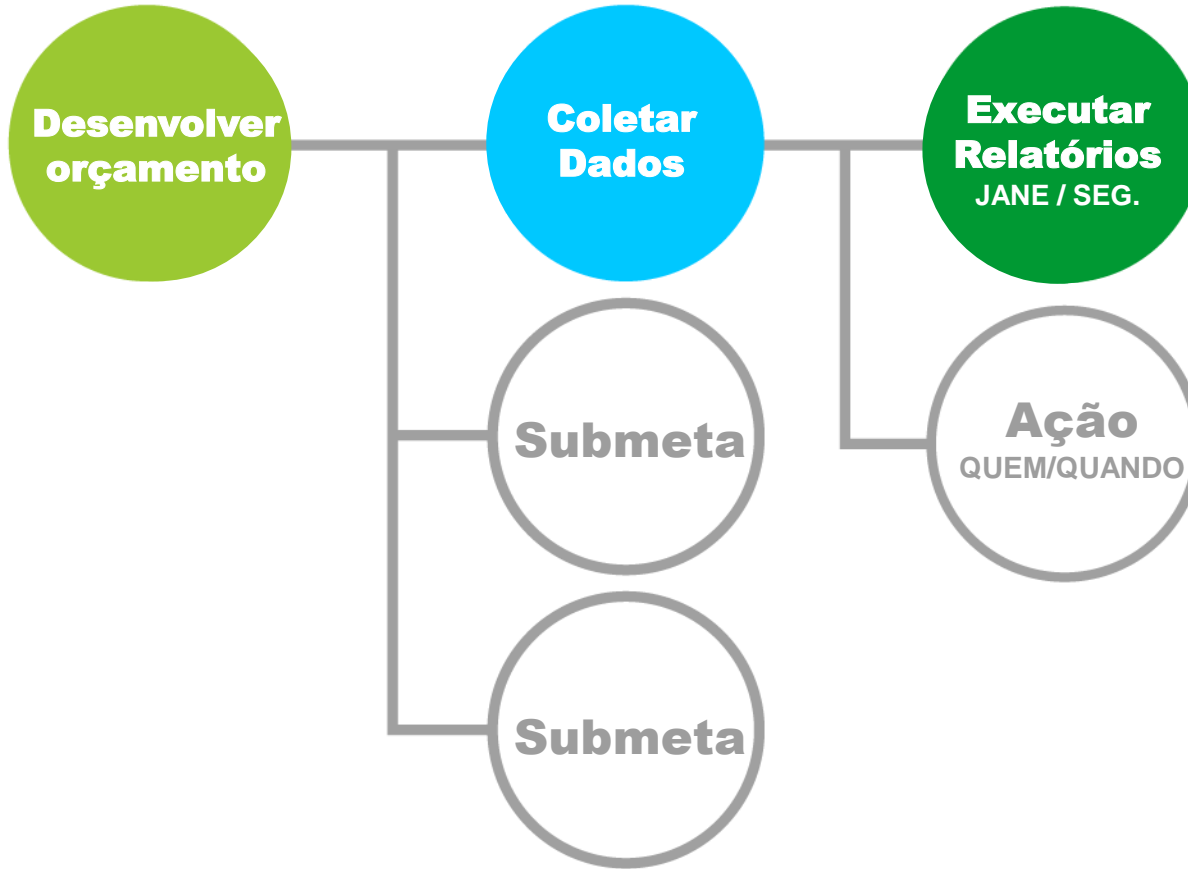 Desenvolver
orçamento
Coletar
Dados
Executar
Relatórios
JANE / SEG.
Submeta
Ação
QUEM/QUANDO
Submeta